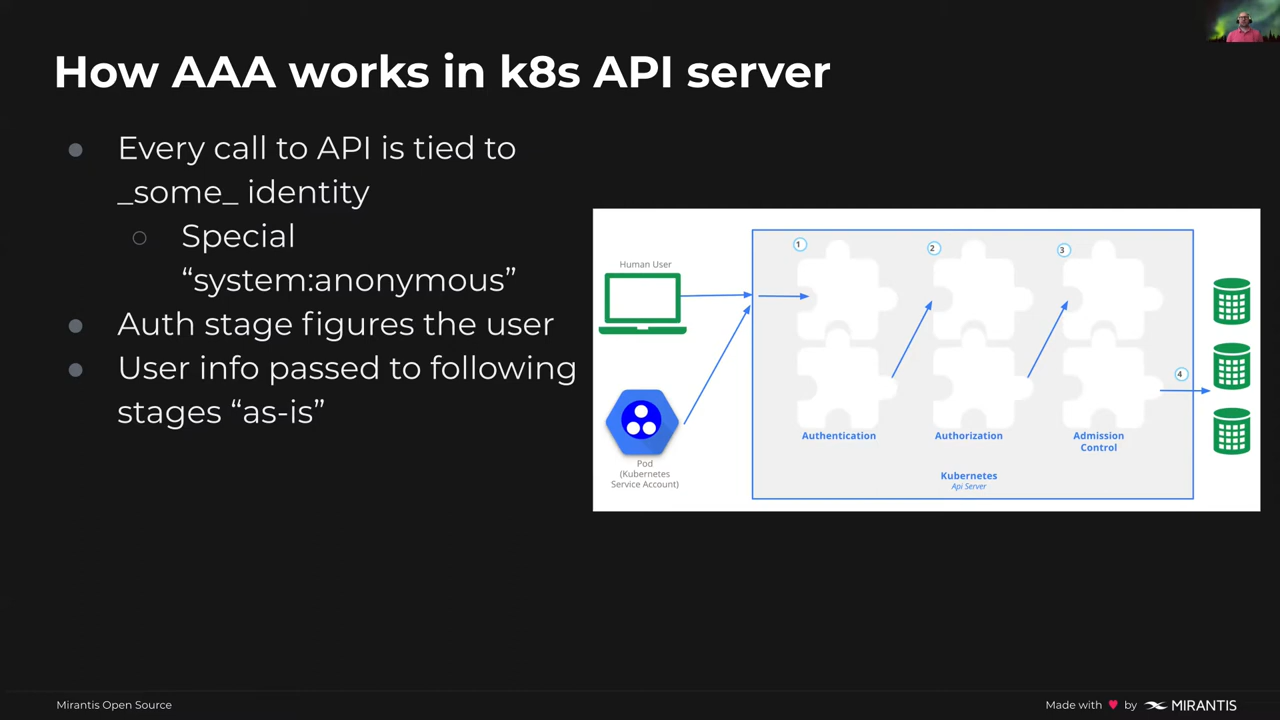 How AAA works in k8s API server
● Every call to API is tied to
_some_ identity
○ Special
“system:anonymous”
● Auth stage figures the user
● User info passed to following
stages “as-is”
Human User
Pod
(Kubernetes
Service Account)
1
2
3
4
Authentication
Authorization
Admission
Control
Kubernetes
Api Server
Mirantis Open Source
Made with ♥ by MIRANTIS